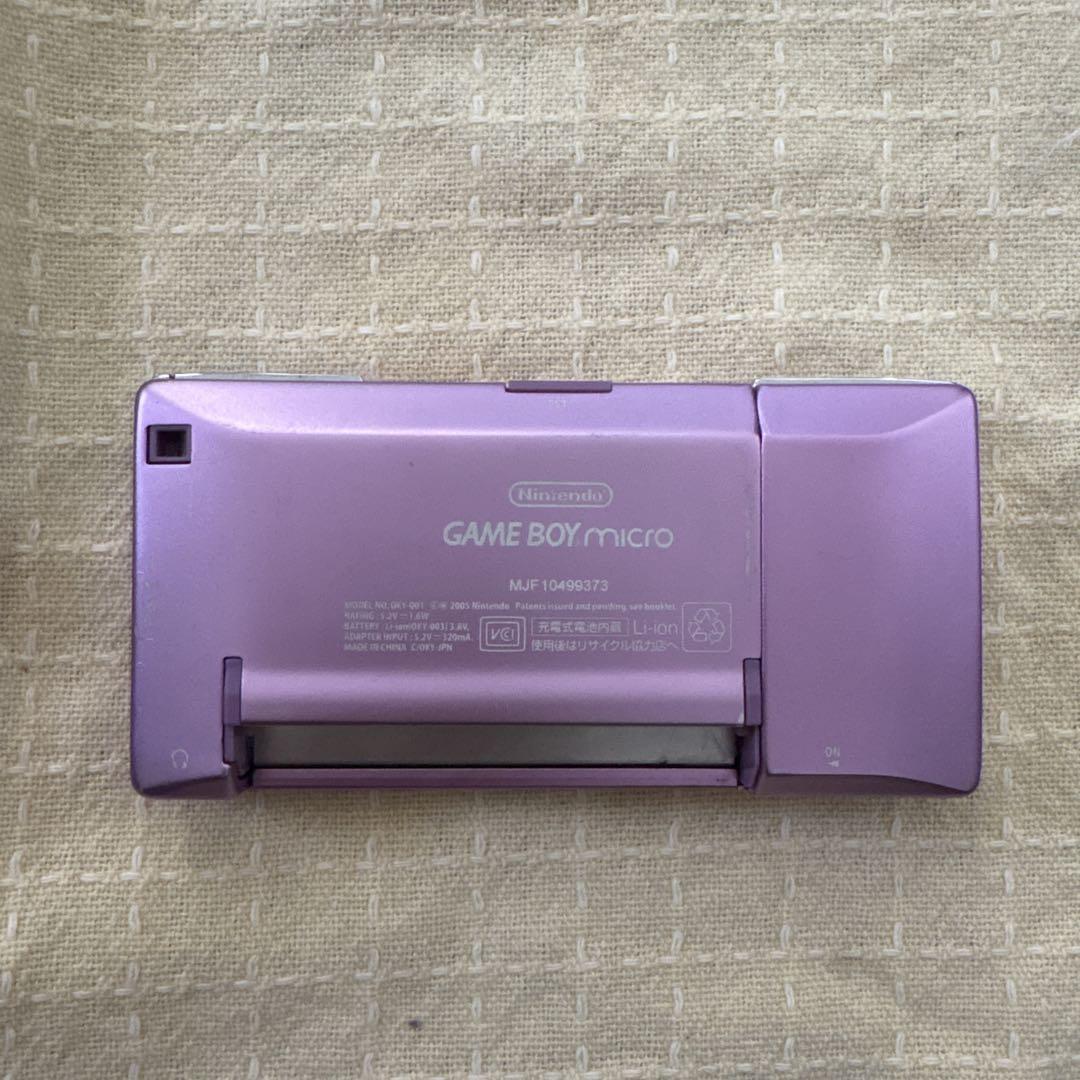 Nintendo
GAME BOY micro
MJF10499373
MODEL NO.: OXY-001 ©® 2005 Nintendo Patents issued and pending, see booklet.
RATING : 5.2V⎓1.6W
BATTERY : Li-ion(OXY-003)3.8V,
ADAPTER INPUT : 5.2V⎓320mA.
MADE IN CHINA C/OXY-JPN
VCI
充電式電池内蔵
使用後はリサイクル協力店へ
Li-ion
ON